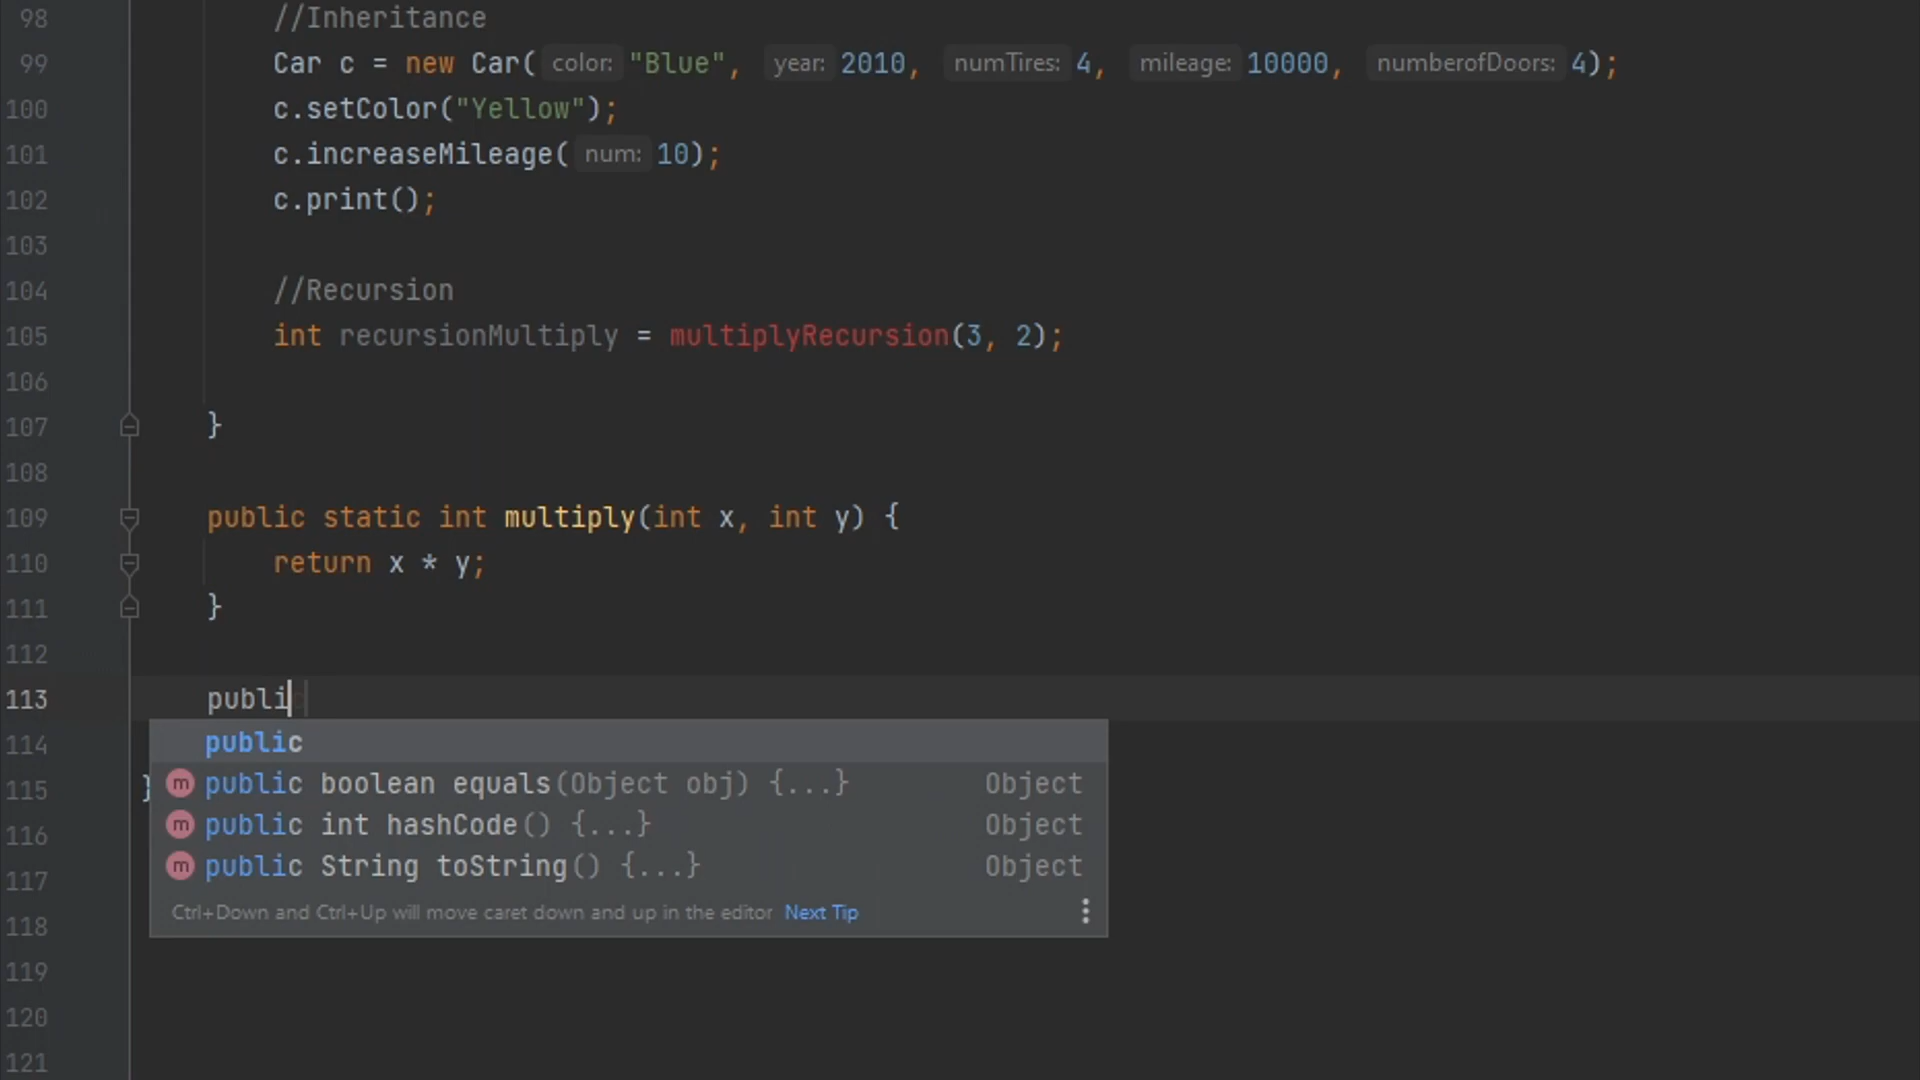 98 //Inheritance
99 Car c = new Car( color: "Blue", year: 2010, numTires: 4, mileage: 10000, numberofDoors: 4);
100 c.setColor("Yellow");
101 c.increaseMileage( num: 10);
102 c.print();
103
104 //Recursion
105 int recursionMultiply = multiplyRecursion(3, 2);
106
107 }
108
109 public static int multiply(int x, int y) {
110 return x * y;
111 }
112
113 publi
public
114
m public boolean equals(Object obj) {...} Object
115 }
m public int hashCode() {...} Object
116
m public String toString() {...} Object
117
Ctrl+Down and Ctrl+Up will move caret down and up in the editor Next Tip
118
119
120
121